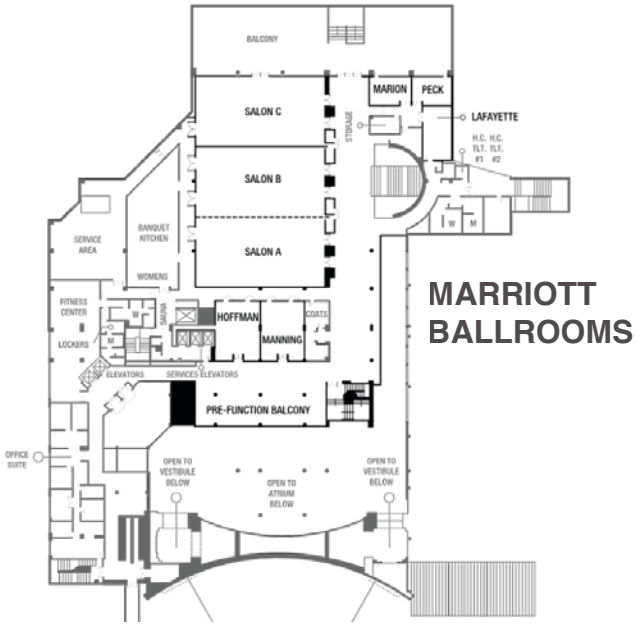 BALCONY
MARION
PECK
SALON C
STORAGE
LAFAYETTE
H.C.
TLT.
#1
H.C.
TLT.
#2
SALON B
BANQUET
KITCHEN
SERVICE
AREA
SALON A
W
M
WOMENS
SAUNA
FITNESS
CENTER
W
LOCKERS
M
HOFFMAN
MANNING
COATS
MARRIOTT
BALLROOMS
ELEVATORS
SERVICES ELEVATORS
PRE-FUNCTION BALCONY
OFFICE
SUITE
OPEN TO
VESTIBULE
BELOW
OPEN TO
ATRIUM
BELOW
OPEN TO
VESTIBULE
BELOW